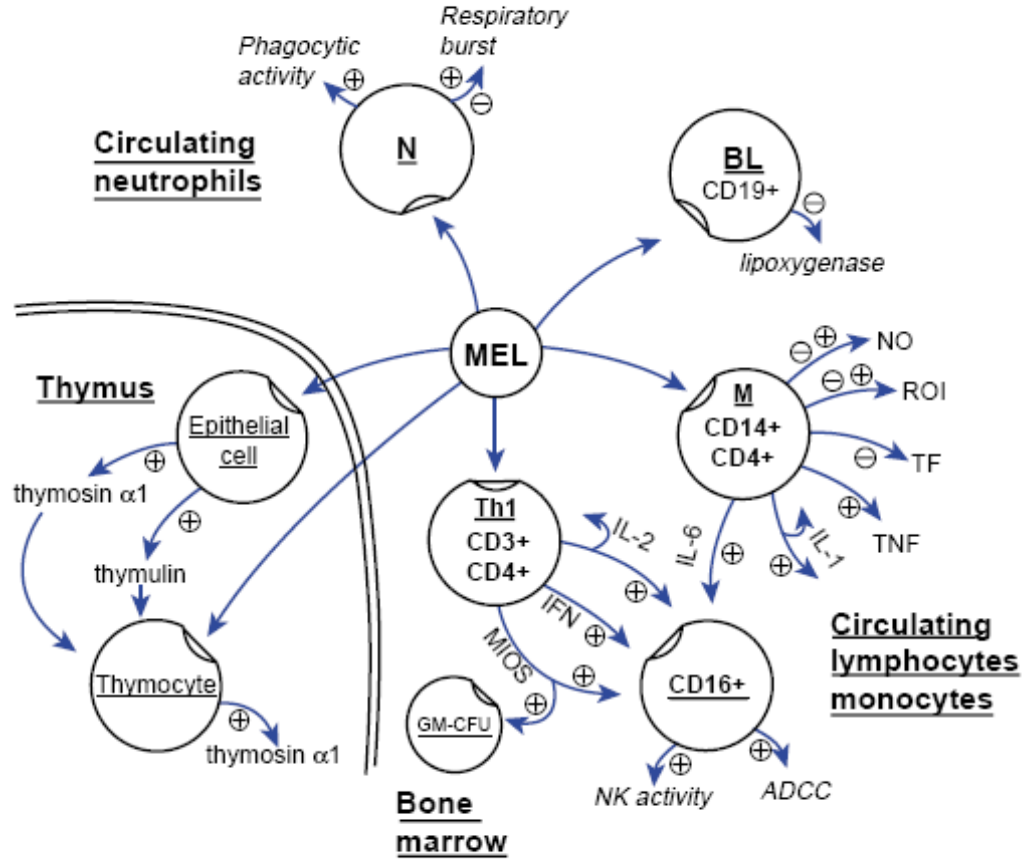 Phagocytic
activity
⊕
Respiratory
burst
⊕
⊖
Circulating
neutrophils
N
BL
CD19+
⊖
lipoxygenase
MEL
Thymus
Epithelial
cell
⊕
thymosin α1
⊕
thymulin
Thymocyte
⊕
thymosin α1
M
CD14+
CD4+
⊖ ⊕ NO
⊖ ⊕ ROI
⊖ TF
⊕ TNF
IL-1
⊕
IL-6
⊕
Th1
CD3+
CD4+
IL-2
⊕
IFN
⊕
MIOS
⊕
⊕
GM-CFU
CD16+
⊕
NK activity
⊕
ADCC
Circulating
lymphocytes
monocytes
Bone
marrow